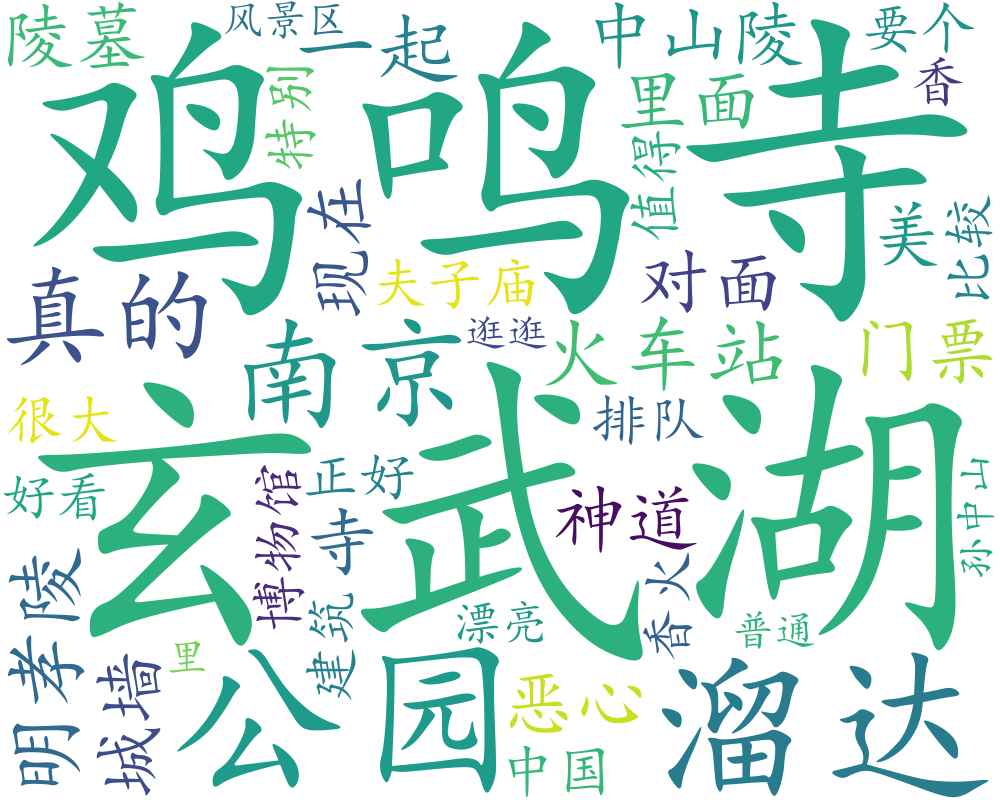 陵墓
风景区
一起
中山陵
要个
鸡鸣寺
特别
里面
香
值得
美
比较
现在
真的
夫子庙
对面
南京
逛逛
火车站
门票
很大
排队
玄武湖
好看
博物馆
正好
寺
神道
孙中山
明孝陵
城墙
里
建筑
漂亮
香火
普通
公园
恶心
中国
溜达